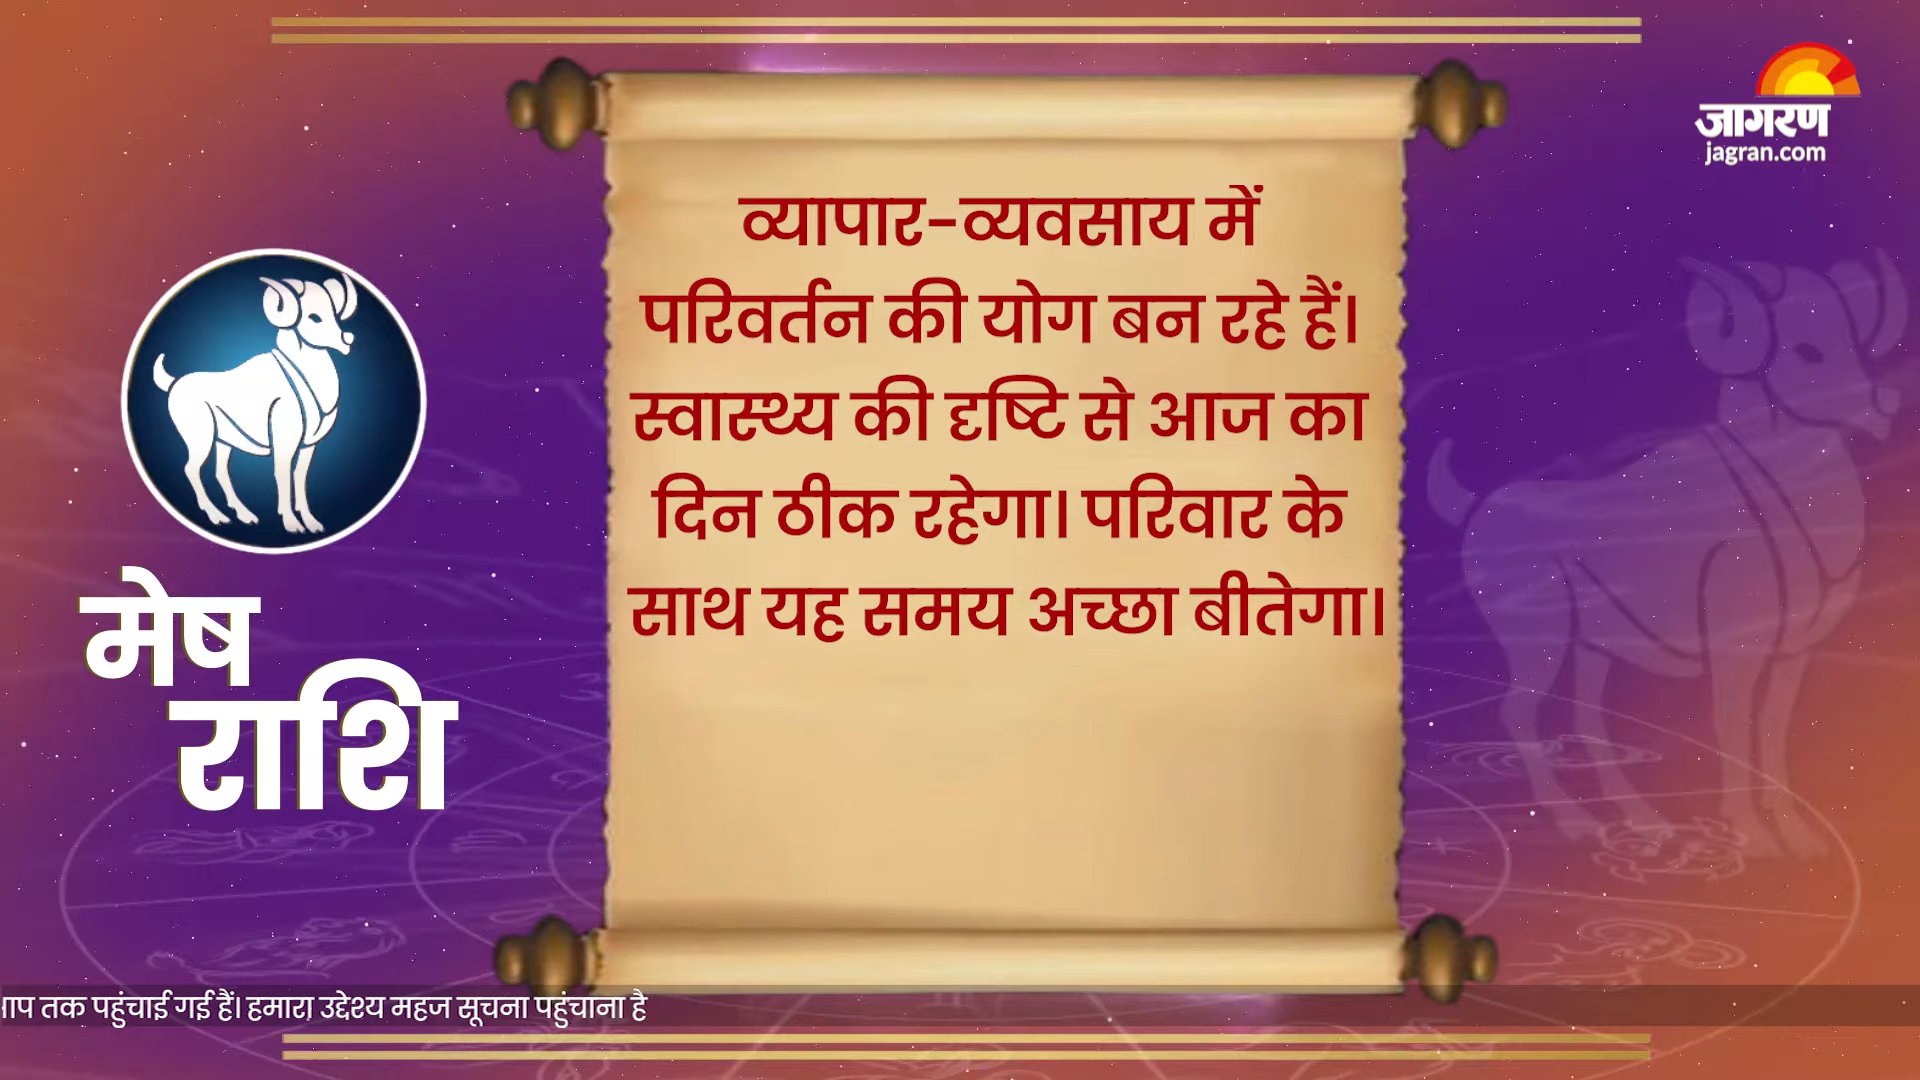 जागरण
jagran.com
व्यापार-व्यवसाय में
परिवर्तन की योग बन रहे हैं।
स्वास्थ्य की दृष्टि से आज का
दिन ठीक रहेगा। परिवार के
साथ यह समय अच्छा बीतेगा।
मेष
राशि
तक पहुंचाई गई हैं। हमारा उद्देश्य महज सूचना पहुंचाना है